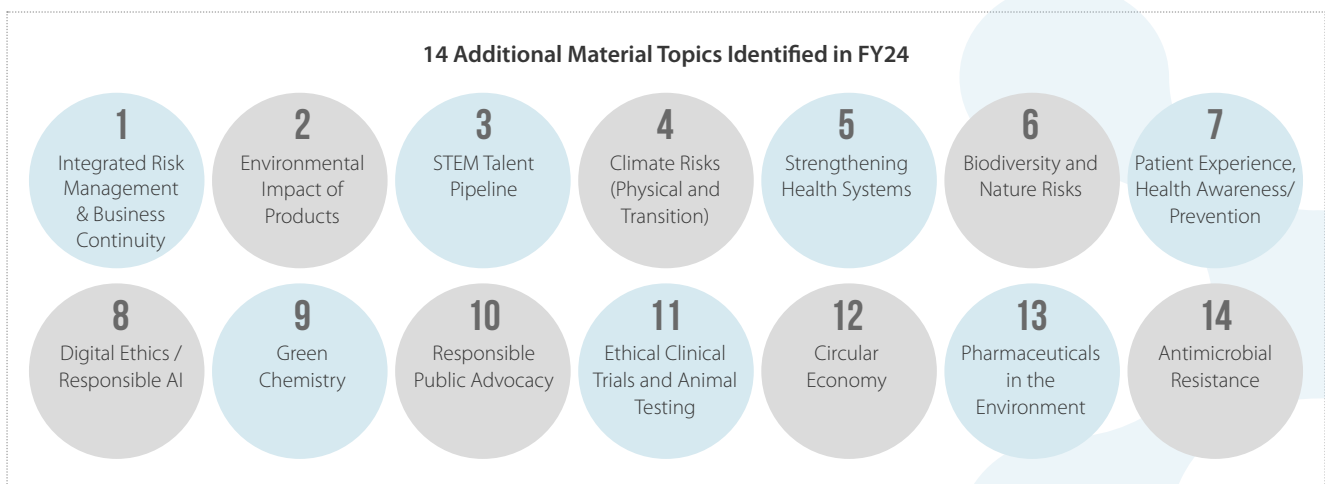 14 Additional Material Topics Identified in FY24
1
Integrated Risk
Management
& Business
Continuity
2
Environmental
Impact of
Products
3
STEM Talent
Pipeline
4
Climate Risks
(Physical and
Transition)
5
Strengthening
Health Systems
6
Biodiversity and
Nature Risks
7
Patient Experience,
Health Awareness/
Prevention
8
Digital Ethics /
Responsible AI
9
Green
Chemistry
10
Responsible
Public Advocacy
11
Ethical Clinical
Trials and Animal
Testing
12
Circular
Economy
13
Pharmaceuticals
in the
Environment
14
Antimicrobial
Resistance